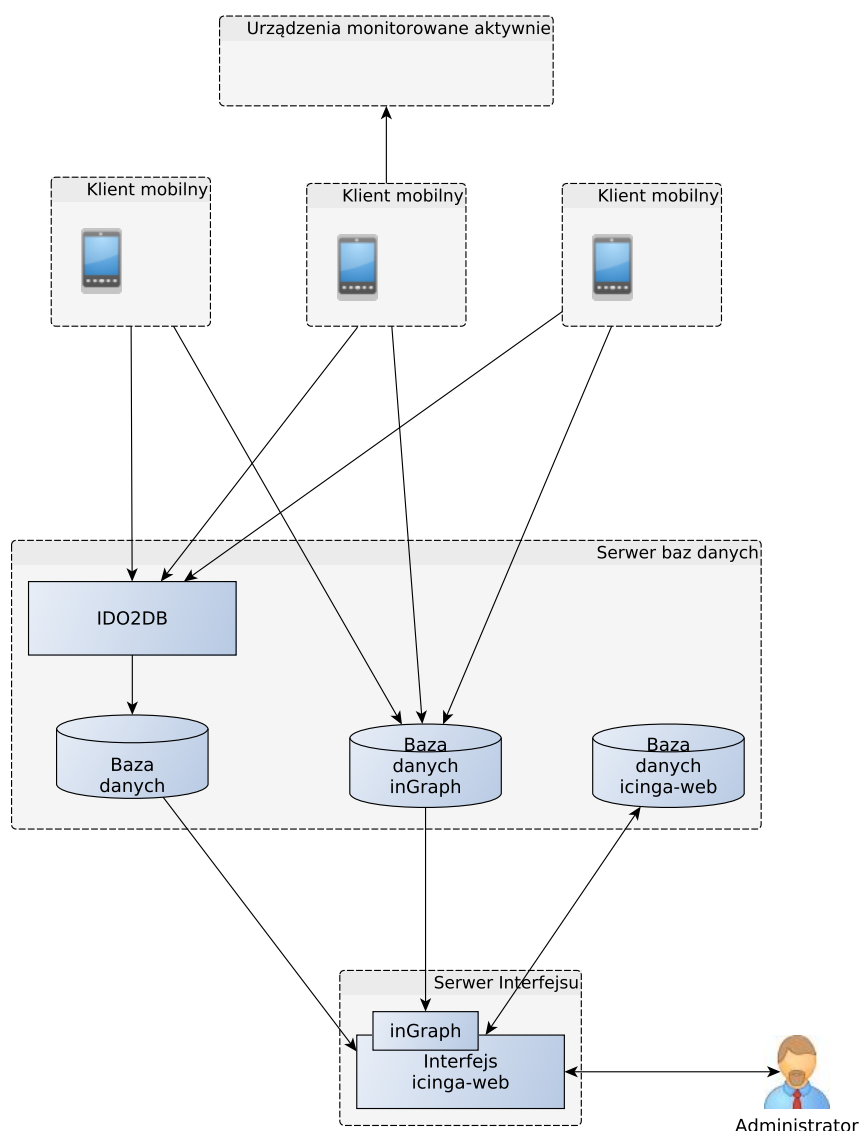 Urządzenia monitorowane aktywnie
Klient mobilny
Klient mobilny
Klient mobilny
Serwer baz danych
IDO2DB
Baza
danych
Baza
danych
inGraph
Baza
danych
icinga-web
Serwer Interfejsu
inGraph
Interfejs
icinga-web
Administrator